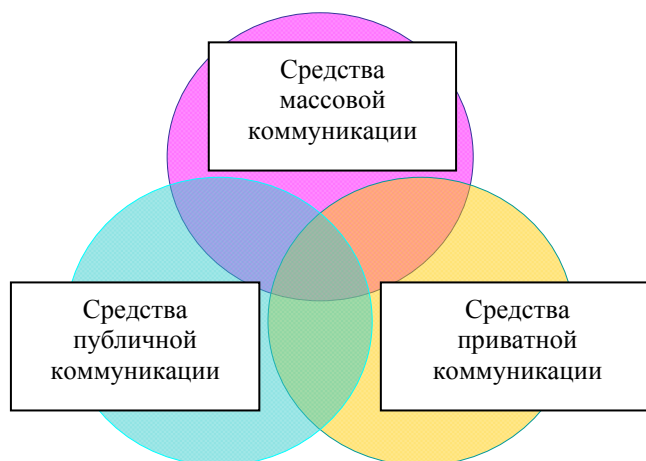 Средства
массовой
коммуникации
Средства
публичной
коммуникации
Средства
приватной
коммуникации